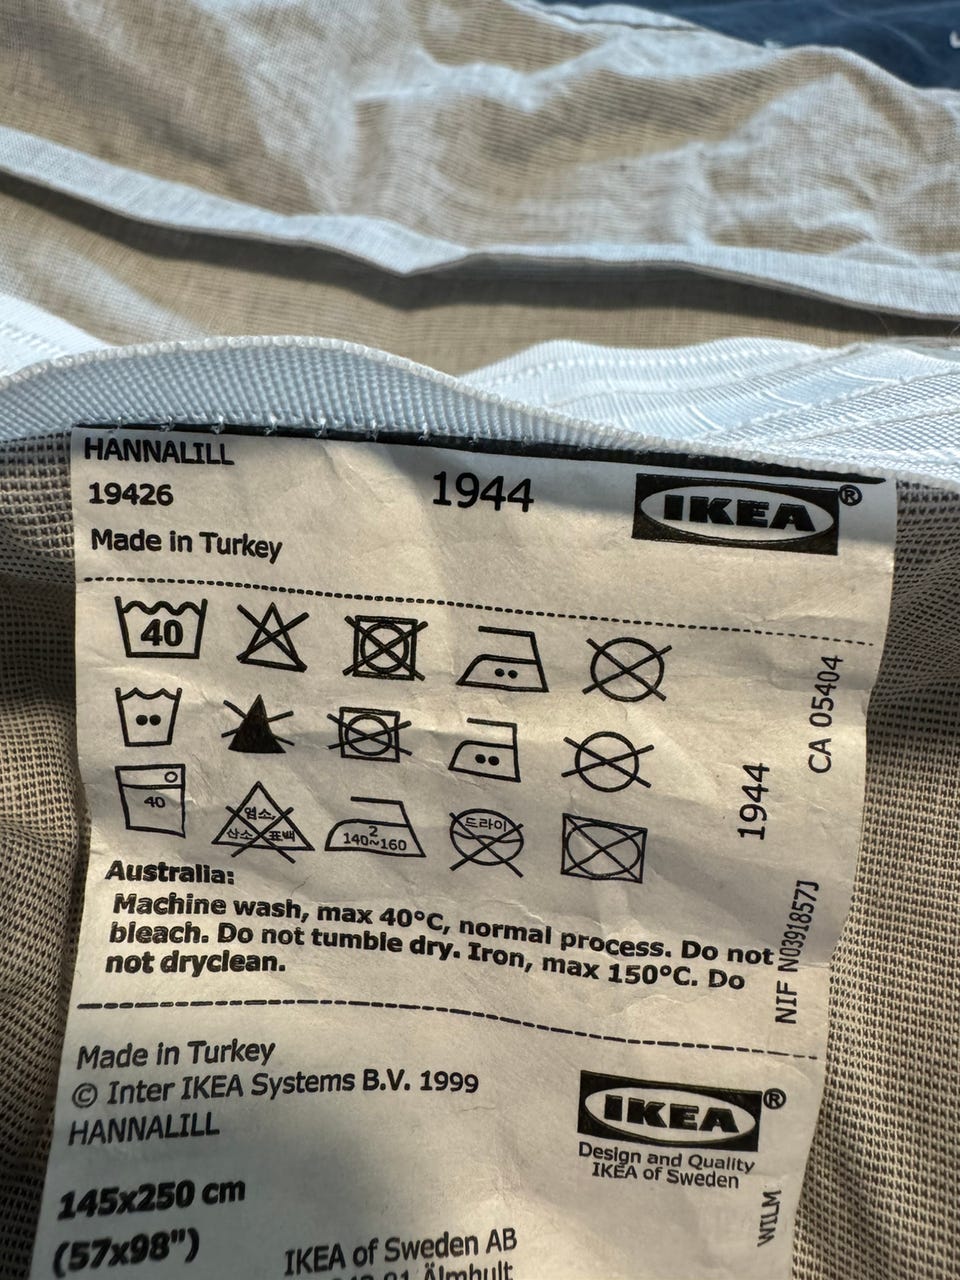 HANNALILL
19426
1944
IKEA®
Made in Turkey
40
40
염소,
산소 표백
2
140~160
드라이
CA 05404
1944
NIF N0391857J
Australia:
Machine wash, max 40°C, normal process. Do not
bleach. Do not tumble dry. Iron, max 150°C. Do
not dryclean.
Made in Turkey
© Inter IKEA Systems B.V. 1999
HANNALILL
IKEA®
Design and Quality
IKEA of Sweden
145x250 cm
(57x98")
WILM
IKEA of Sweden AB
Älmhult